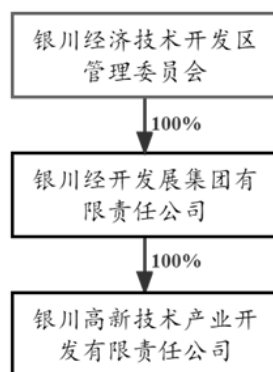 银川经济技术开发区
管理委员会
100%
银川经开发展集团有
限责任公司
100%
银川高新技术产业开
发有限责任公司